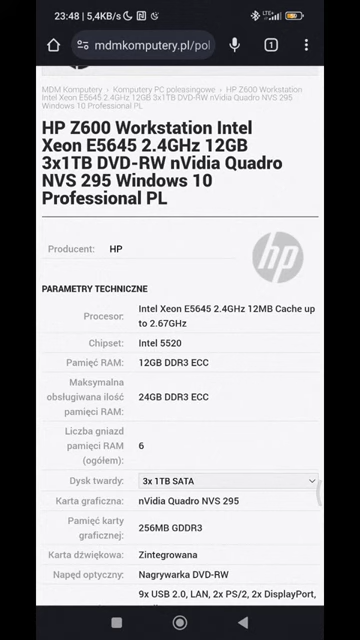 23:48 | 5,4KB/s
LTE+
mdmkomputery.pl/pol
1
MDM Komputery › Komputery PC poleasingowe › HP Z600 Workstation
Intel Xeon E5645 2.4GHz 12GB 3x1TB DVD-RW nVidia Quadro NVS 295
Windows 10 Professional PL
HP Z600 Workstation Intel
Xeon E5645 2.4GHz 12GB
3x1TB DVD-RW nVidia Quadro
NVS 295 Windows 10
Professional PL
Producent: HP
hp
PARAMETRY TECHNICZNE
Procesor: Intel Xeon E5645 2.4GHz 12MB Cache up
to 2.67GHz
Chipset: Intel 5520
Pamięć RAM: 12GB DDR3 ECC
Maksymalna
obsługiwana ilość
pamięci RAM: 24GB DDR3 ECC
Liczba gniazd
pamięci RAM
(ogółem): 6
Dysk twardy: 3x 1TB SATA
Karta graficzna: nVidia Quadro NVS 295
Pamięć karty
graficznej: 256MB GDDR3
Karta dźwiękowa: Zintegrowana
Napęd optyczny: Nagrywarka DVD-RW
9x USB 2.0, LAN, 2x PS/2, 2x DisplayPort,